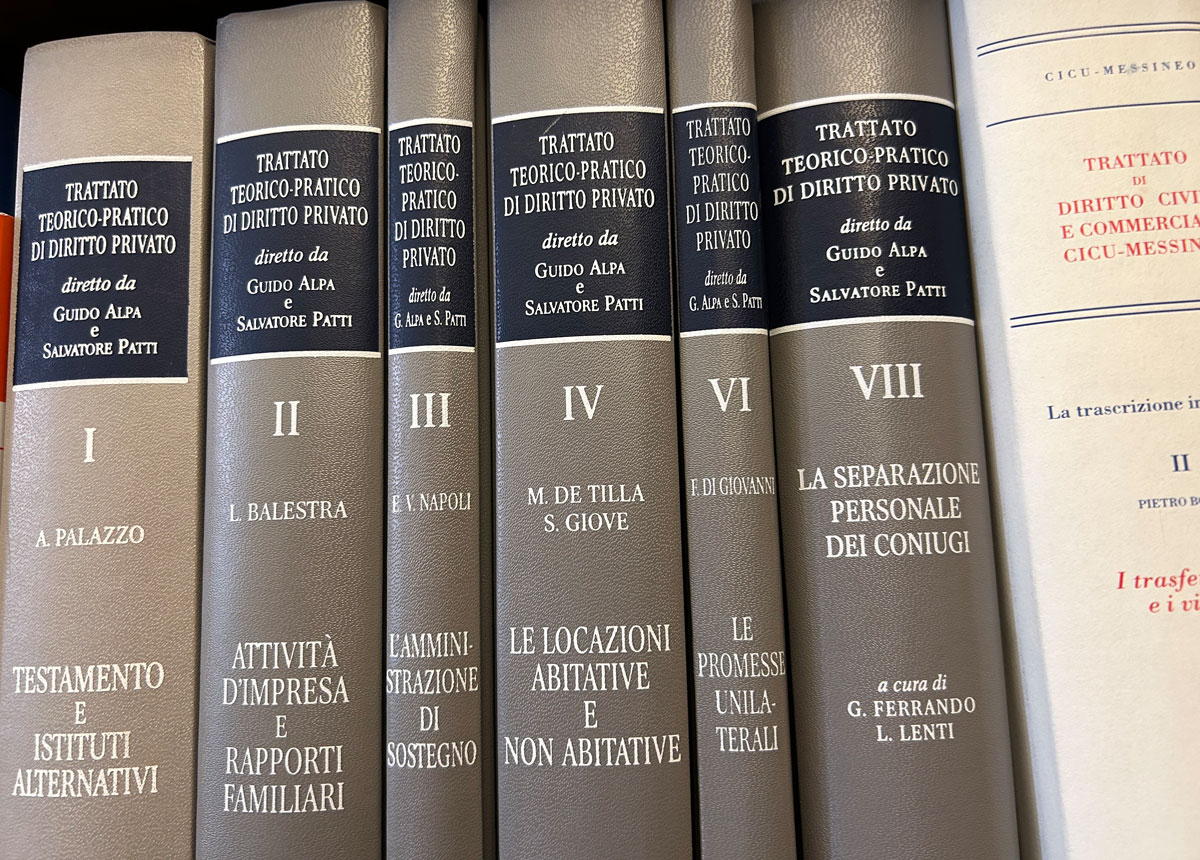 TRATTATO
TEORICO-PRATICO
DI DIRITTO PRIVATO
diretto da
GUIDO ALPA
e
SALVATORE PATTI
I
A. PALAZZO
TESTAMENTO
E
ISTITUTI
ALTERNATIVI
TRATTATO
TEORICO-PRATICO
DI DIRITTO PRIVATO
diretto da
GUIDO ALPA
e
SALVATORE PATTI
II
L. BALESTRA
ATTIVITÀ
D'IMPRESA
E
RAPPORTI
FAMILIARI
TRATTATO
TEORICO-
PRATICO
DI DIRITTO
PRIVATO
diretto da
G. ALPA e S. PATTI
III
E. V. NAPOLI
L'AMMINI-
STRAZIONE
DI
SOSTEGNO
TRATTATO
TEORICO-PRATICO
DI DIRITTO PRIVATO
diretto da
GUIDO ALPA
e
SALVATORE PATTI
IV
M. DE TILLA
S. GIOVE
LE LOCAZIONI
ABITATIVE
E
NON ABITATIVE
TRATTATO
TEORICO-
PRATICO
DI DIRITTO
PRIVATO
diretto da
G. ALPA e S. PATTI
VI
F. DI GIOVANNI
LE
PROMESSE
UNILA-
TERALI
TRATTATO
TEORICO-PRATICO
DI DIRITTO PRIVATO
diretto da
GUIDO ALPA
e
SALVATORE PATTI
VIII
LA SEPARAZIONE
PERSONALE
DEI CONIUGI
a cura di
G. FERRANDO
L. LENTI
CICU-MESSINEO
TRATTATO
DI
DIRITTO
E
CICU-
La trascrizione
II
PIETRO
I
e i